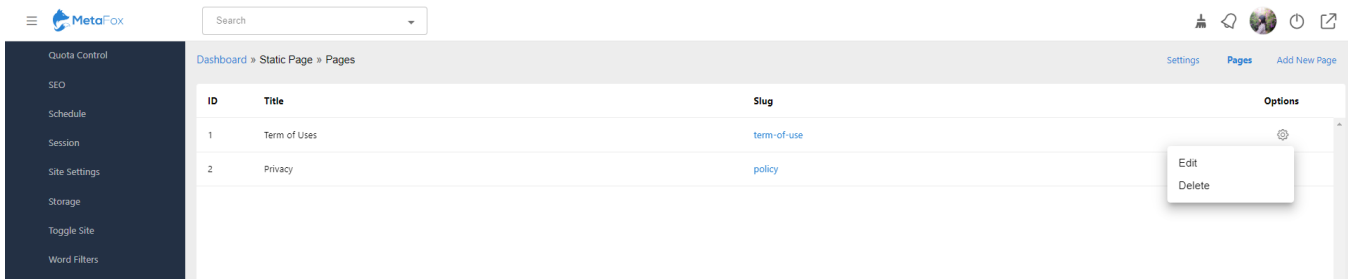 MetaFox
Search
Quota Control
SEO
Schedule
Session
Site Settings
Storage
Toggle Site
Word Filters
Dashboard » Static Page » Pages
Settings Pages Add New Page
ID Title Slug Options
1 Term of Uses term-of-use
2 Privacy policy
Edit
Delete